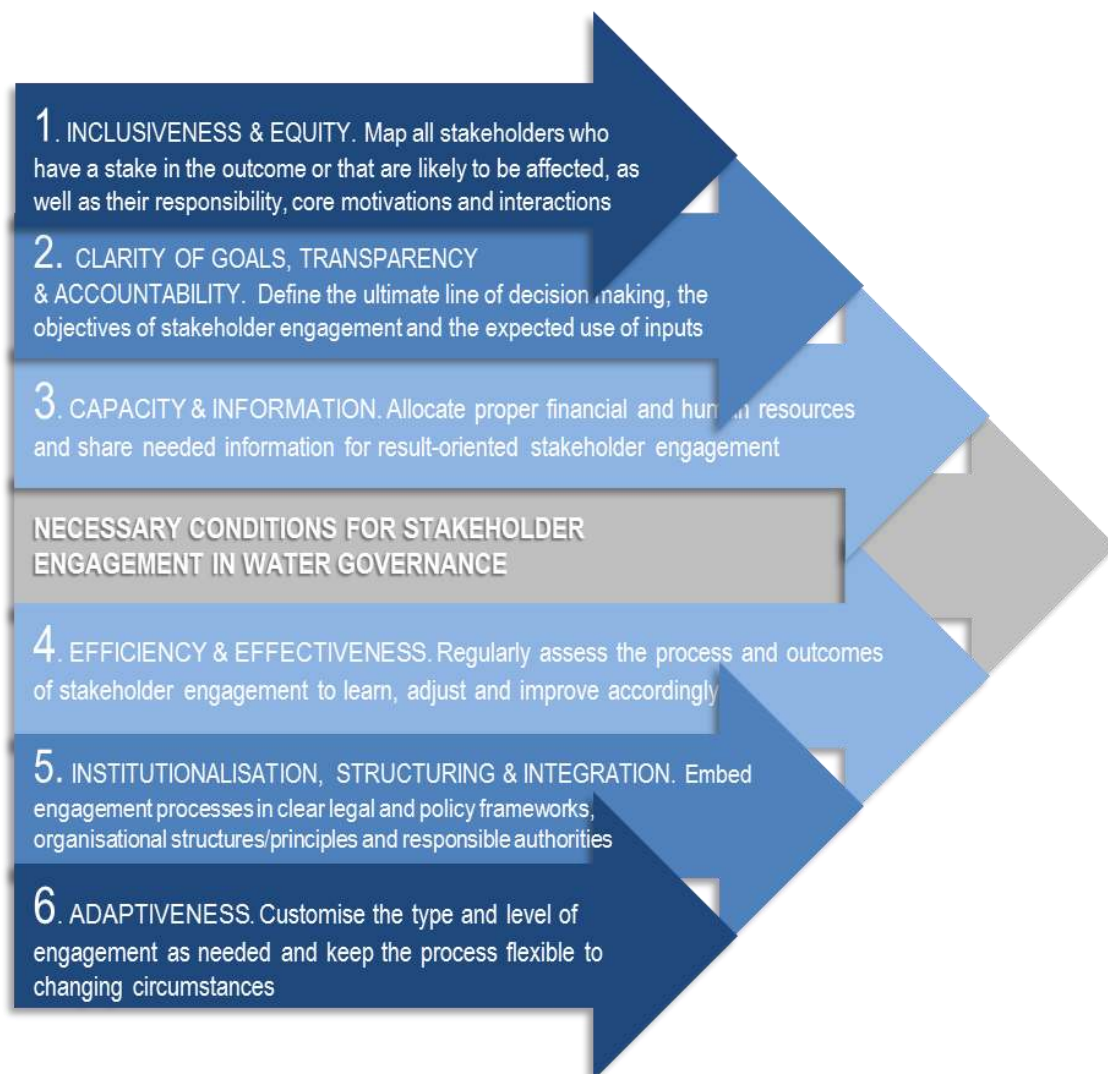 1. INCLUSIVENESS & EQUITY. Map all stakeholders who
have a stake in the outcome or that are likely to be affected, as
well as their responsibility, core motivations and interactions
2. CLARITY OF GOALS, TRANSPARENCY
& ACCOUNTABILITY. Define the ultimate line of decision making, the
objectives of stakeholder engagement and the expected use of inputs
3. CAPACITY & INFORMATION. Allocate proper financial and human resources
and share needed information for result-oriented stakeholder engagement
NECESSARY CONDITIONS FOR STAKEHOLDER
ENGAGEMENT IN WATER GOVERNANCE
4. EFFICIENCY & EFFECTIVENESS. Regularly assess the process and outcomes
of stakeholder engagement to learn, adjust and improve accordingly
5. INSTITUTIONALISATION, STRUCTURING & INTEGRATION. Embed
engagement processes in clear legal and policy frameworks,
organisational structures/principles and responsible authorities
6. ADAPTIVENESS. Customise the type and level of
engagement as needed and keep the process flexible to
changing circumstances